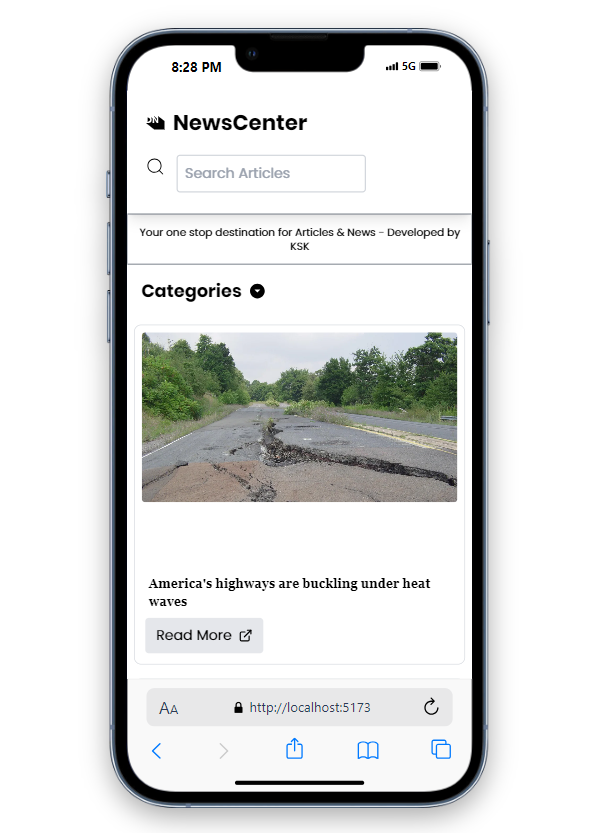 8:28 PM
5G
DN
NewsCenter
Search Articles
Your one stop destination for Articles & News - Developed by
KSK
Categories
America's highways are buckling under heat
waves
Read More
AA
http://localhost:5173